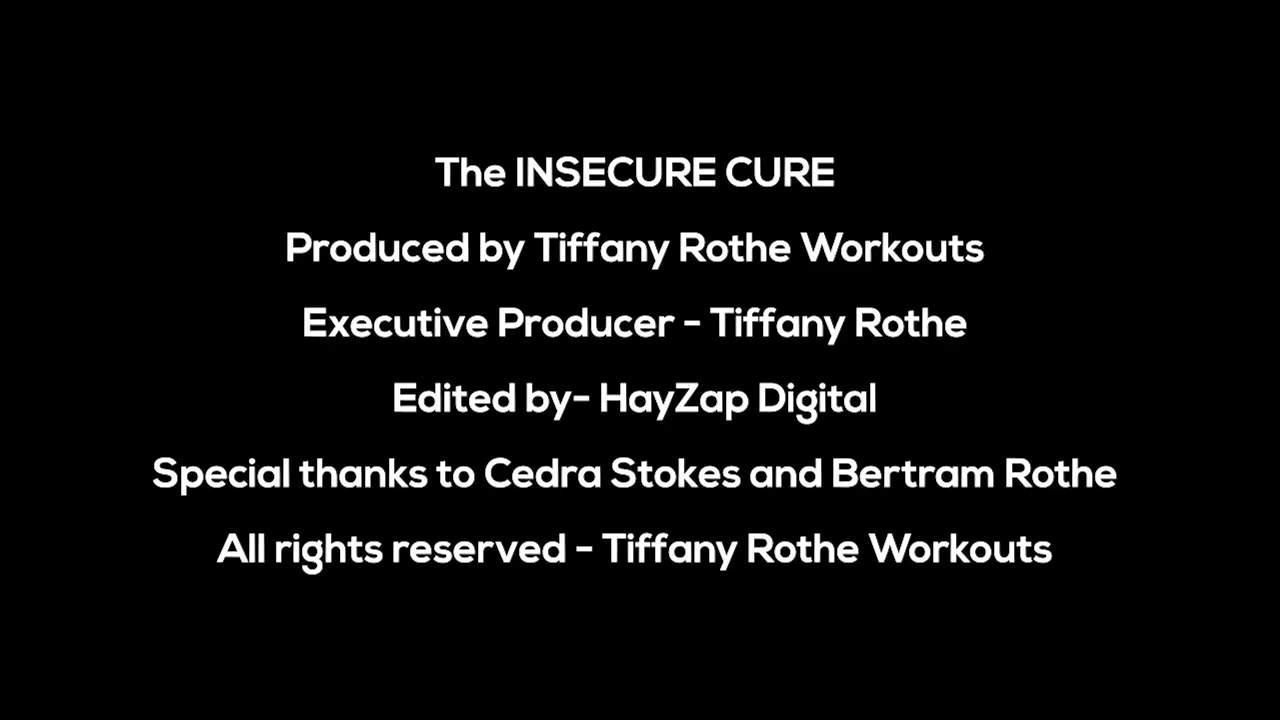 The INSECURE CURE
Produced by Tiffany Rothe Workouts
Executive Producer - Tiffany Rothe
Edited by- HayZap Digital
Special thanks to Cedra Stokes and Bertram Rothe
All rights reserved - Tiffany Rothe Workouts